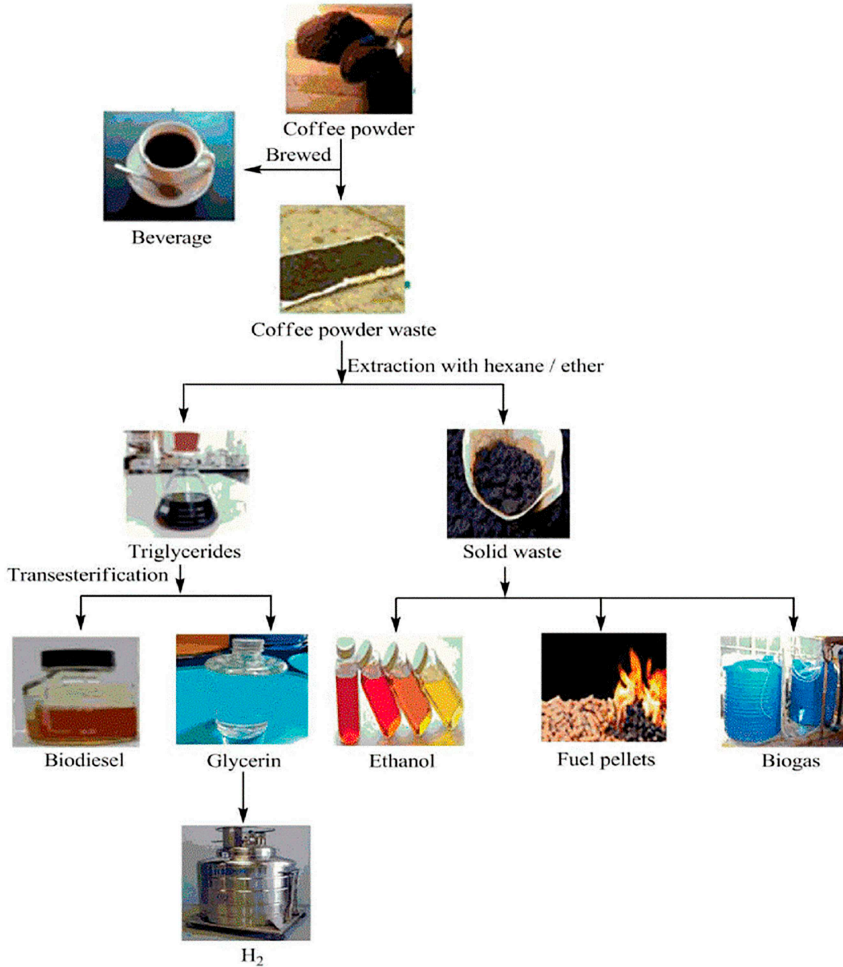 Coffee powder
Brewed
Beverage
Coffee powder waste
Extraction with hexane / ether
Triglycerides
Solid waste
Transesterification
Biodiesel
Glycerin
Ethanol
Fuel pellets
Biogas
H₂